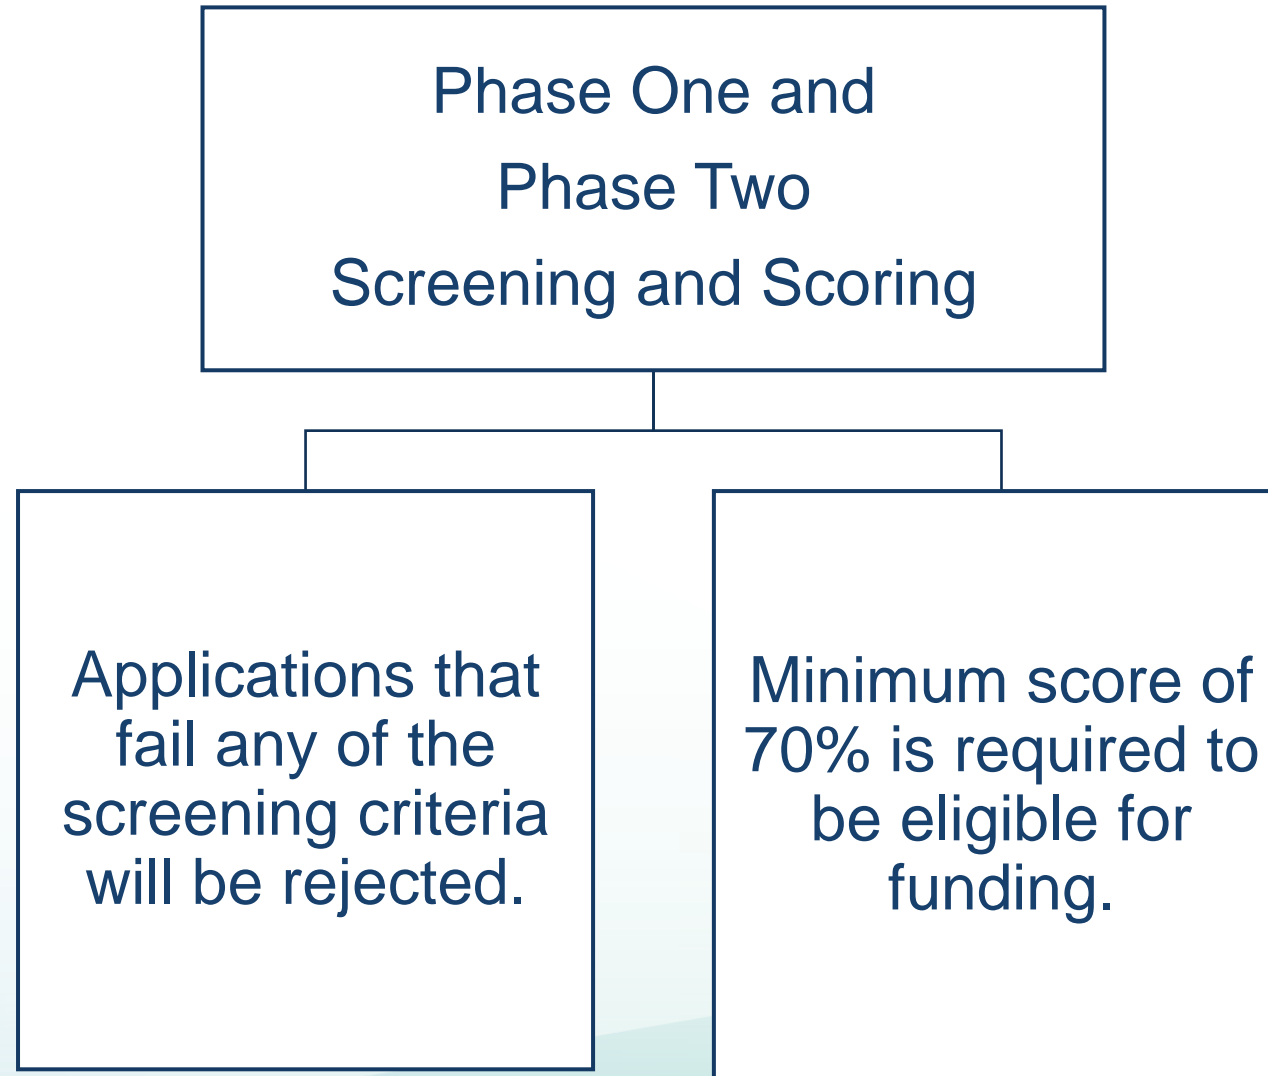 Phase One and
Phase Two
Screening and Scoring
Applications that
fail any of the
screening criteria
will be rejected.
Minimum score of
70% is required to
be eligible for
funding.